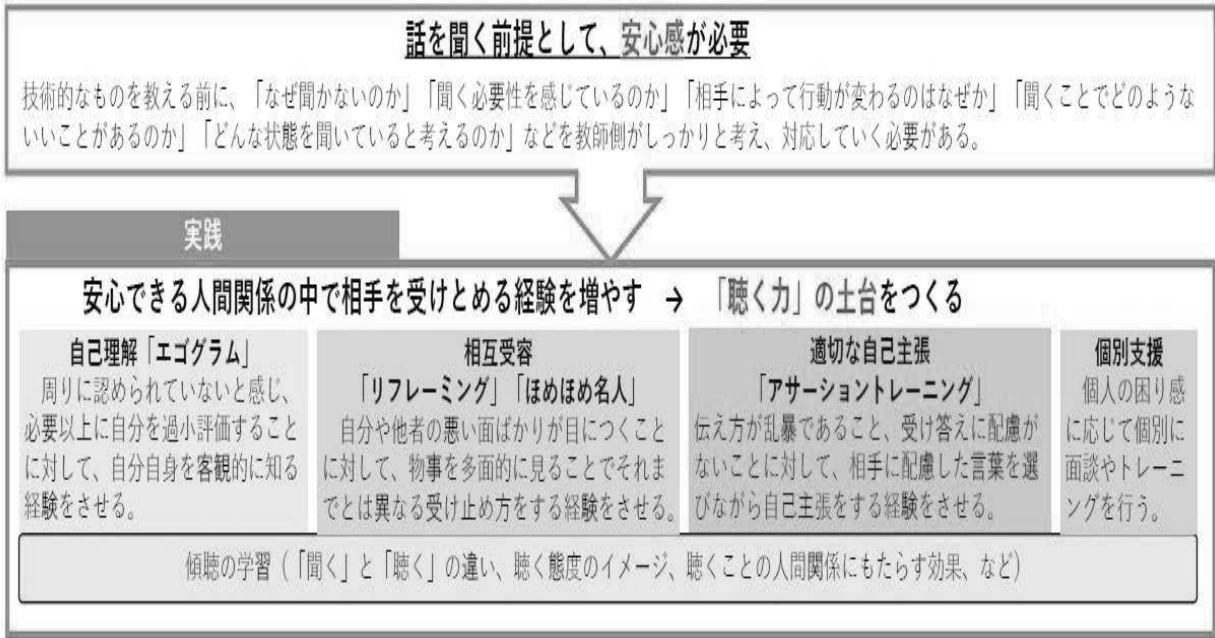 話を聞く前提として、安心感が必要
技術的なものを教える前に、「なぜ聞かないのか」「聞く必要性を感じているのか」「相手によって行動が変わるのはなぜか」「聞くことでどのような
いいことがあるのか」「どんな状態を聞いていると考えるのか」などを教師側がしっかりと考え、対応していく必要がある。
実践
安心できる人間関係の中で相手を受けとめる経験を増やす → 「聴く力」の土台をつくる
自己理解「エゴグラム」
周りに認められていないと感じ、
必要以上に自分を過小評価すること
に対して、自分自身を客観的に知る
経験をさせる。
相互受容
「リフレーミング」「ほめほめ名人」
自分や他者の悪い面ばかりが目につくこと
に対して、物事を多面的に見ることでそれま
でとは異なる受け止め方をする経験をさせる。
適切な自己主張
「アサーショントレーニング」
伝え方が乱暴であること、受け答えに配慮が
ないことに対して、相手に配慮した言葉を選
びながら自己主張をする経験をさせる。
個別支援
個人の困り感
に応じて個別に
面談やトレーニ
ングを行う。
傾聴の学習（「聞く」と「聴く」の違い、聴く態度のイメージ、聴くことの人間関係にもたらす効果、など）